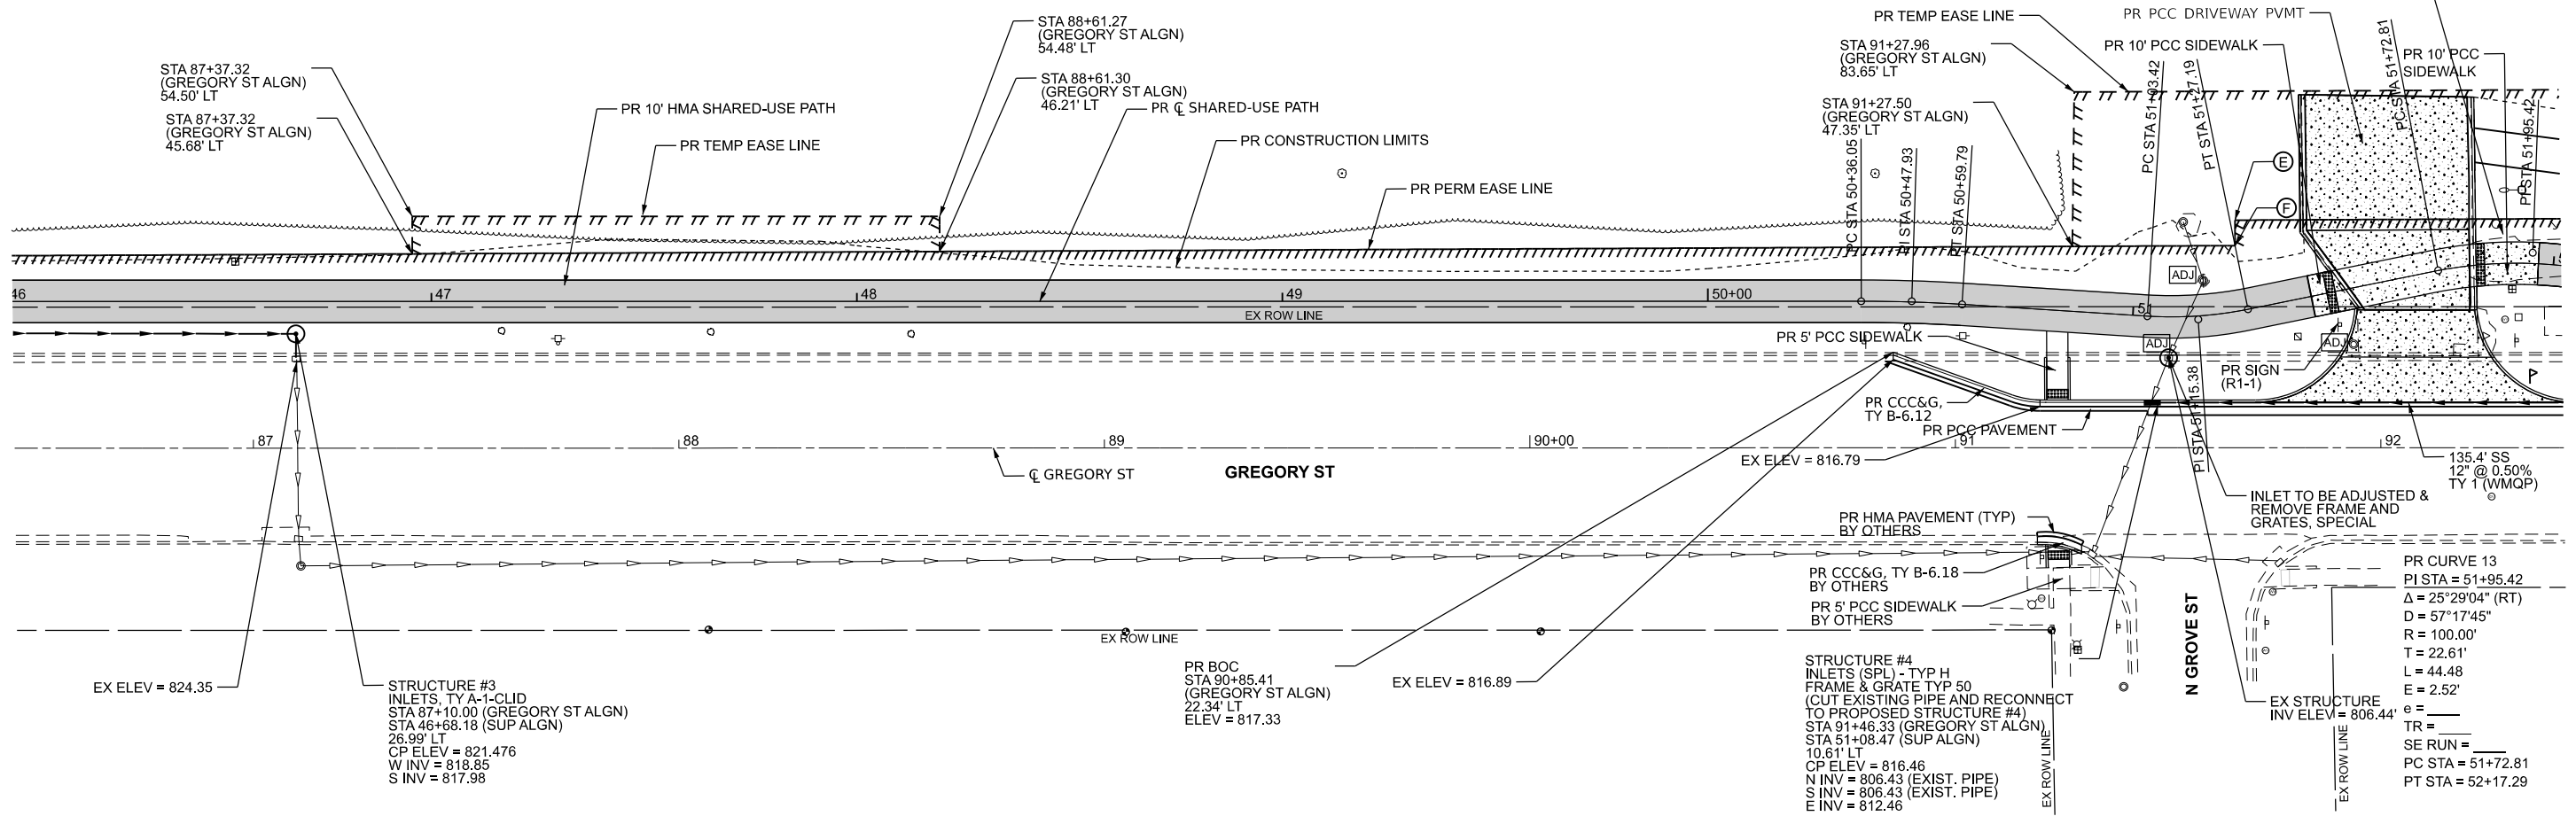 STA 87+37.32
(GREGORY ST ALGN)
54.50' LT
STA 87+37.32
(GREGORY ST ALGN)
45.68' LT
STA 88+61.27
(GREGORY ST ALGN)
54.48' LT
STA 88+61.30
(GREGORY ST ALGN)
46.21' LT
PR 10' HMA SHARED-USE PATH
PR TEMP EASE LINE
PR ℄ SHARED-USE PATH
PR CONSTRUCTION LIMITS
PR PERM EASE LINE
PR TEMP EASE LINE
STA 91+27.96
(GREGORY ST ALGN)
83.65' LT
STA 91+27.50
(GREGORY ST ALGN)
47.35' LT
PR PCC DRIVEWAY PVMT
PR 10' PCC SIDEWALK
PR 10' PCC
SIDEWALK
PC STA 50+36.05
PI STA 50+47.93
PT STA 50+59.79
PC STA 51+03.42
PT STA 51+27.19
PC STA 51+72.81
PI STA 51+95.42
E
F
ADJ
46
47
48
49
50+00
51
EX ROW LINE
PR 5' PCC SIDEWALK
ADJ
ADJ
PR SIGN
(R1-1)
PI STA 51+15.38
PR CCC&G,
TY B-6.12
PR PCC PAVEMENT
87
88
89
90+00
91
92
EX ELEV = 816.79
℄ GREGORY ST
GREGORY ST
135.4' SS
12" @ 0.50%
TY 1 (WMQP)
INLET TO BE ADJUSTED &
REMOVE FRAME AND
GRATES, SPECIAL
PR HMA PAVEMENT (TYP)
BY OTHERS
PR CCC&G, TY B-6.18
BY OTHERS
PR 5' PCC SIDEWALK
BY OTHERS
EX ROW LINE
N GROVE ST
EX ELEV = 824.35
STRUCTURE #3
INLETS, TY A-1-CLID
STA 87+10.00 (GREGORY ST ALGN)
STA 46+68.18 (SUP ALGN)
26.99' LT
CP ELEV = 821.476
W INV = 818.85
S INV = 817.98
PR BOC
STA 90+85.41
(GREGORY ST ALGN)
22.34' LT
ELEV = 817.33
EX ELEV = 816.89
STRUCTURE #4
INLETS (SPL) - TYP H
FRAME & GRATE TYP 50
(CUT EXISTING PIPE AND RECONNECT
TO PROPOSED STRUCTURE #4)
STA 91+46.33 (GREGORY ST ALGN)
STA 51+08.47 (SUP ALGN)
10.61' LT
CP ELEV = 816.46
N INV = 806.43 (EXIST. PIPE)
S INV = 806.43 (EXIST. PIPE)
E INV = 812.46
EX ROW LINE
EX STRUCTURE
INV ELEV = 806.44'
EX ROW LINE
PR CURVE 13
PI STA = 51+95.42
Δ = 25°29'04" (RT)
D = 57°17'45"
R = 100.00'
T = 22.61'
L = 44.48
E = 2.52'
e = ____
TR = ____
SE RUN = ____
PC STA = 51+72.81
PT STA = 52+17.29